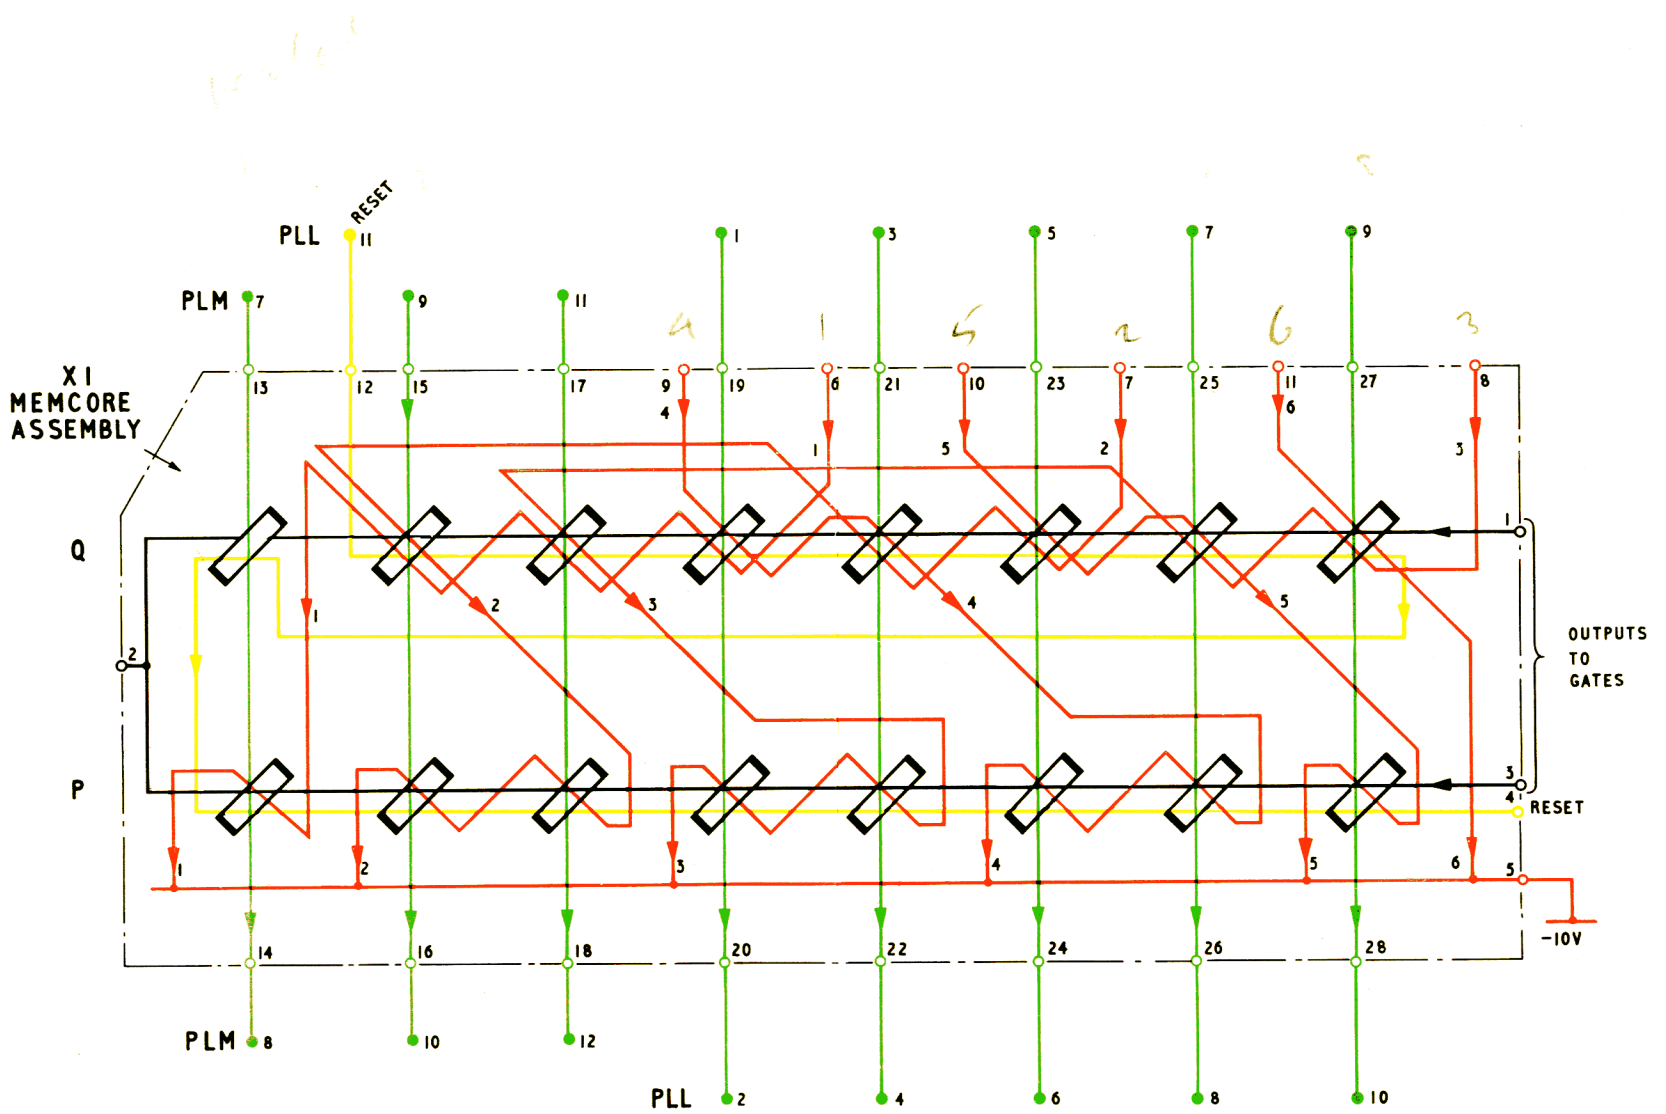 RESET
PLL 11 1 3 5 7 9
PLM 7 9 11
4 1 5 2 6 3
X1
MEMCORE
ASSEMBLY
13 12 15 17 9 19 6 21 10 23 7 25 11 27 8
4 6
1 5 2 3
Q 1
1 2 3 4 5
2
OUTPUTS
TO
GATES
P 3
4 RESET
1 2 3 4 5 6 5
-10V
14 16 18 20 22 24 26 28
PLM 8 10 12
PLL 2 4 6 8 10